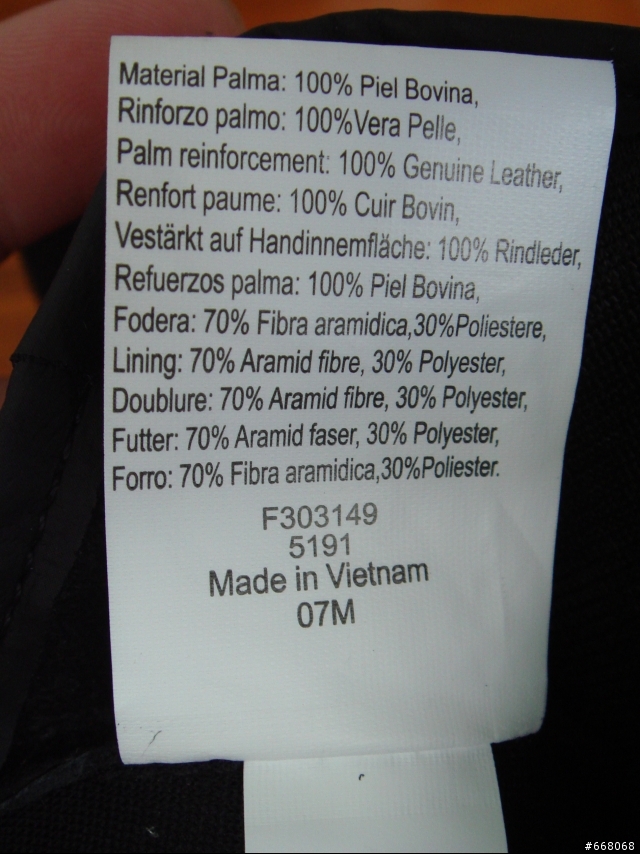 Material Palma: 100% Piel Bovina,
Rinforzo palmo: 100%Vera Pelle,
Palm reinforcement: 100% Genuine Leather,
Renfort paume: 100% Cuir Bovin,
Vestärkt auf Handinnemfläche: 100% Rindleder,
Refuerzos palma: 100% Piel Bovina,
Fodera: 70% Fibra aramidica,30%Poliestere,
Lining: 70% Aramid fibre, 30% Polyester,
Doublure: 70% Aramid fibre, 30% Polyester,
Futter: 70% Aramid faser, 30% Polyester,
Forro: 70% Fibra aramidica,30%Poliester.
F303149
5191
Made in Vietnam
07M
#668068